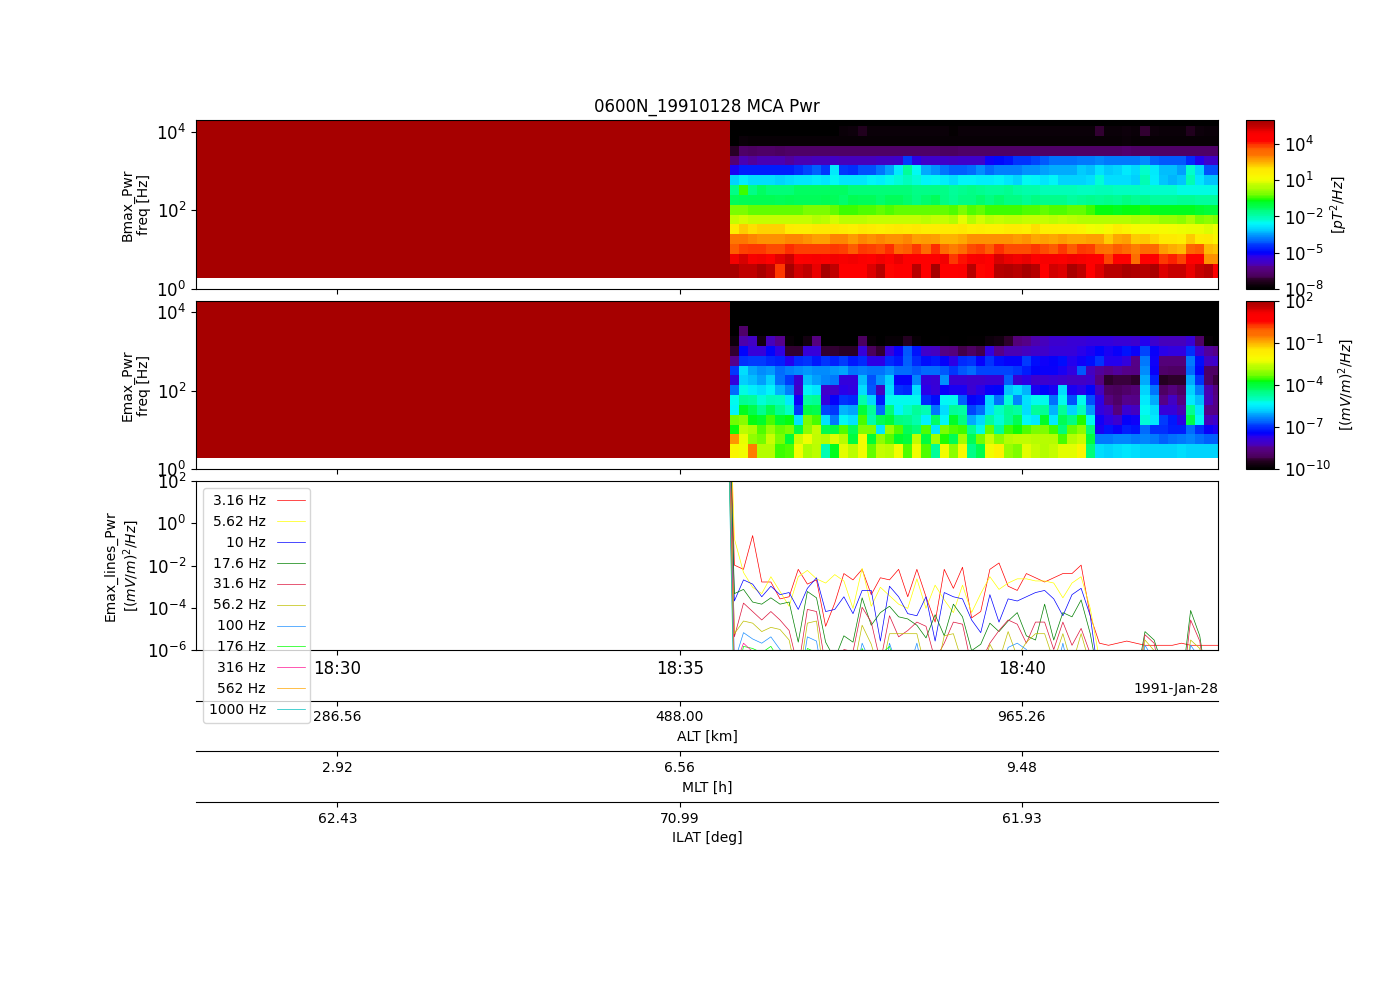 0600N_19910128 MCA Pwr
Bmax_Pwr
freq [Hz]
10^4
10^2
10^0
10^4
10^1
10^-2
10^-5
10^-8
[pT^2/Hz]
Emax_Pwr
freq [Hz]
10^4
10^2
10^0
10^2
10^-1
10^-4
10^-7
10^-10
[(mV/m)^2/Hz]
Emax_lines_Pwr
[(mV/m)^2/Hz]
10^2
10^0
10^-2
10^-4
10^-6
3.16 Hz
5.62 Hz
10 Hz
17.6 Hz
31.6 Hz
56.2 Hz
100 Hz
176 Hz
316 Hz
562 Hz
1000 Hz
18:30 18:35 18:40
1991-Jan-28
286.56 488.00 965.26
ALT [km]
2.92 6.56 9.48
MLT [h]
62.43 70.99 61.93
ILAT [deg]